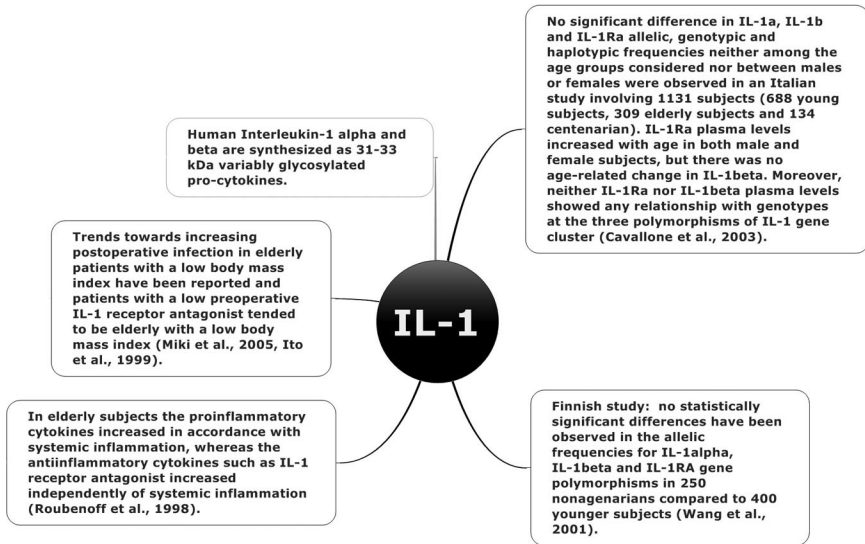 No significant difference in IL-1a, IL-1b
and IL-1Ra allelic, genotypic and
haplotypic frequencies neither among the
age groups considered nor between males
or females were observed in an Italian
study involving 1131 subjects (688 young
subjects, 309 elderly subjects and 134
centenarian). IL-1Ra plasma levels
increased with age in both male and
female subjects, but there was no
age-related change in IL-1beta. Moreover,
neither IL-1Ra nor IL-1beta plasma levels
showed any relationship with genotypes
at the three polymorphisms of IL-1 gene
cluster (Cavallone et al., 2003).
Human Interleukin-1 alpha and
beta are synthesized as 31-33
kDa variably glycosylated
pro-cytokines.
Trends towards increasing
postoperative infection in elderly
patients with a low body mass
index have been reported and
patients with a low preoperative
IL-1 receptor antagonist tended
to be elderly with a low body
mass index (Miki et al., 2005, Ito
et al., 1999).
IL-1
In elderly subjects the proinflammatory
cytokines increased in accordance with
systemic inflammation, whereas the
antiinflammatory cytokines such as IL-1
receptor antagonist increased
independently of systemic inflammation
(Roubenoff et al., 1998).
Finnish study:  no statistically
significant differences have been
observed in the allelic
frequencies for IL-1alpha,
IL-1beta and IL-1RA gene
polymorphisms in 250
nonagenarians compared to 400
younger subjects (Wang et al.,
2001).